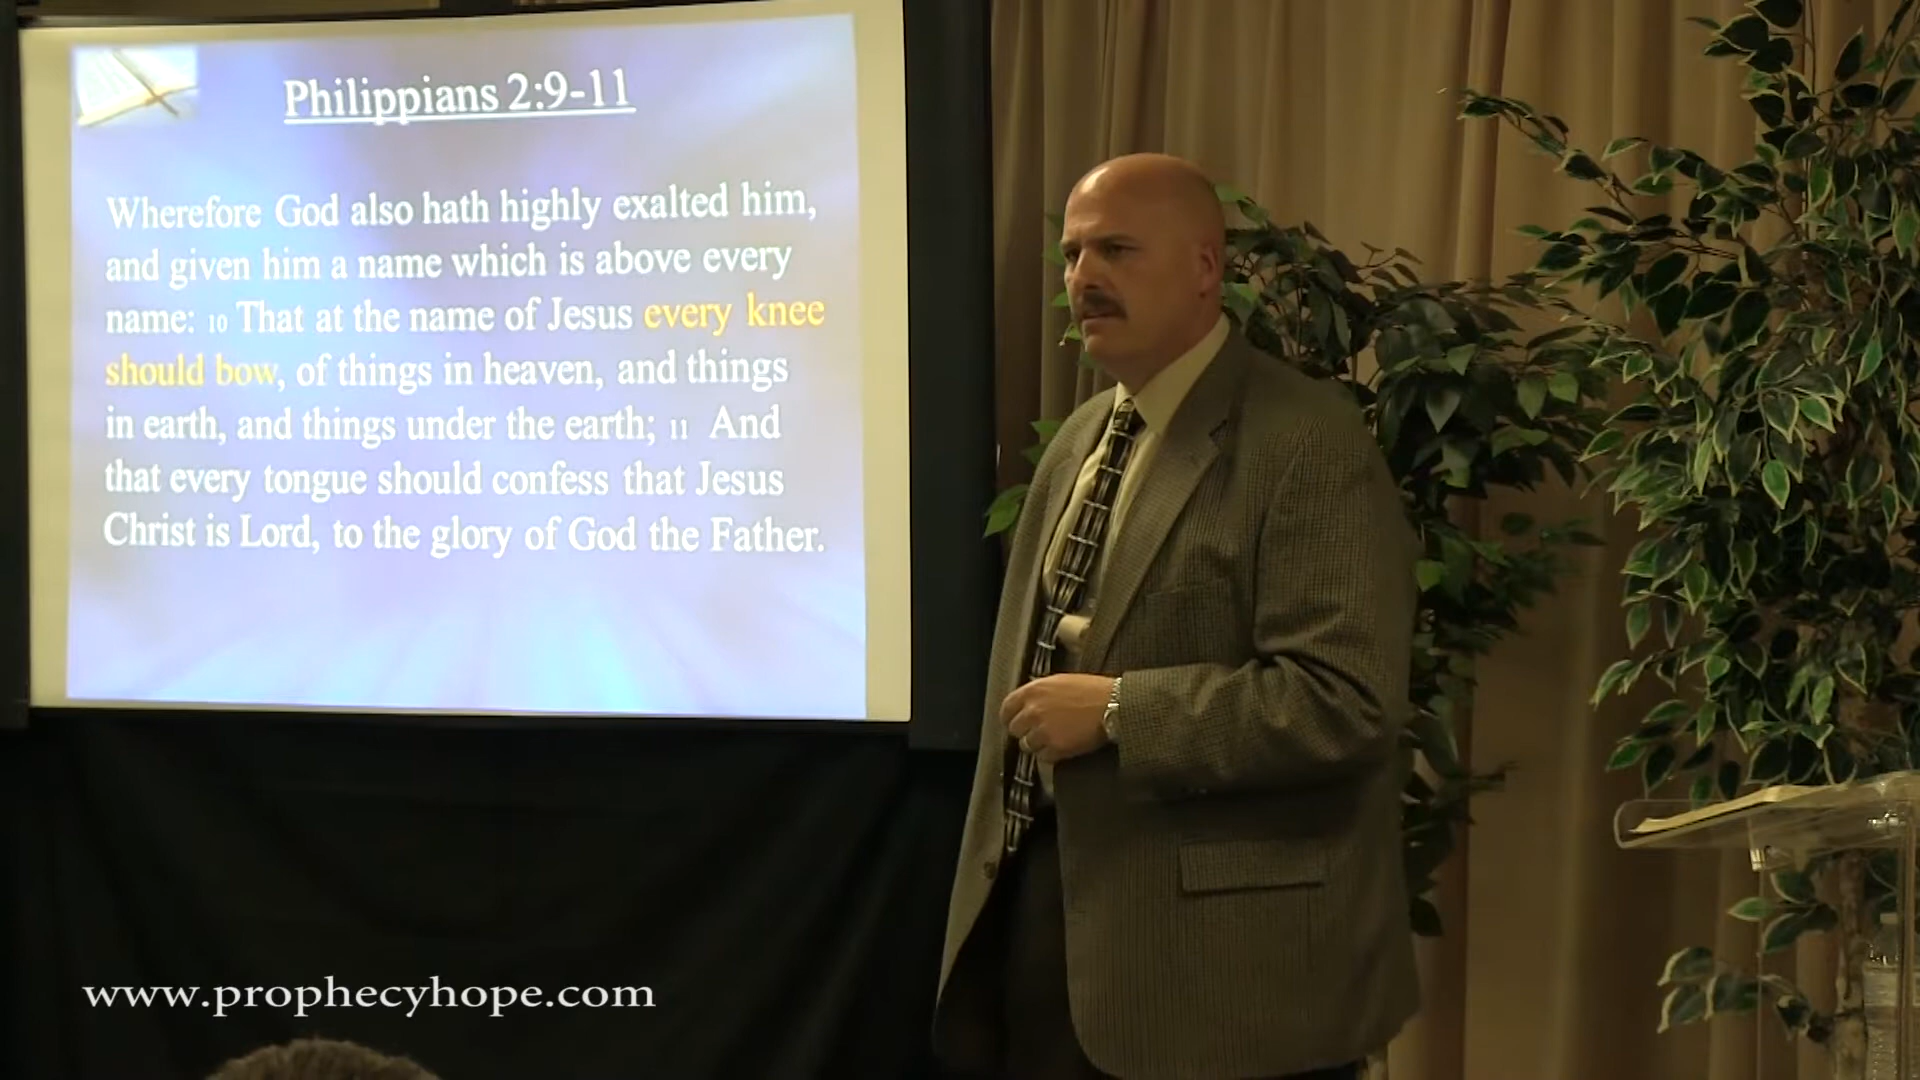 Philippians 2:9-11
Wherefore God also hath highly exalted him,
and given him a name which is above every
name: 10 That at the name of Jesus every knee
should bow, of things in heaven, and things
in earth, and things under the earth; 11 And
that every tongue should confess that Jesus
Christ is Lord, to the glory of God the Father.
www.prophecyhope.com